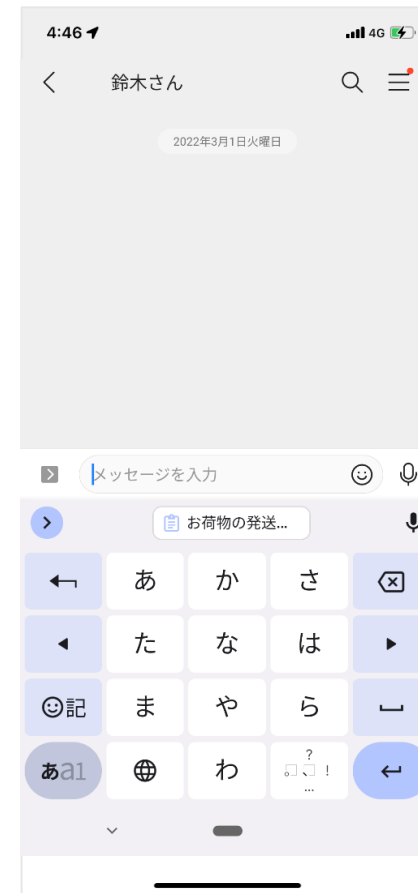 4:46
4G
鈴木さん
2022年3月1日火曜日
メッセージを入力
お荷物の発送...
あ
か
さ
た
な
は
☺記
ま
や
ら
あa1
わ
?
。、!
...